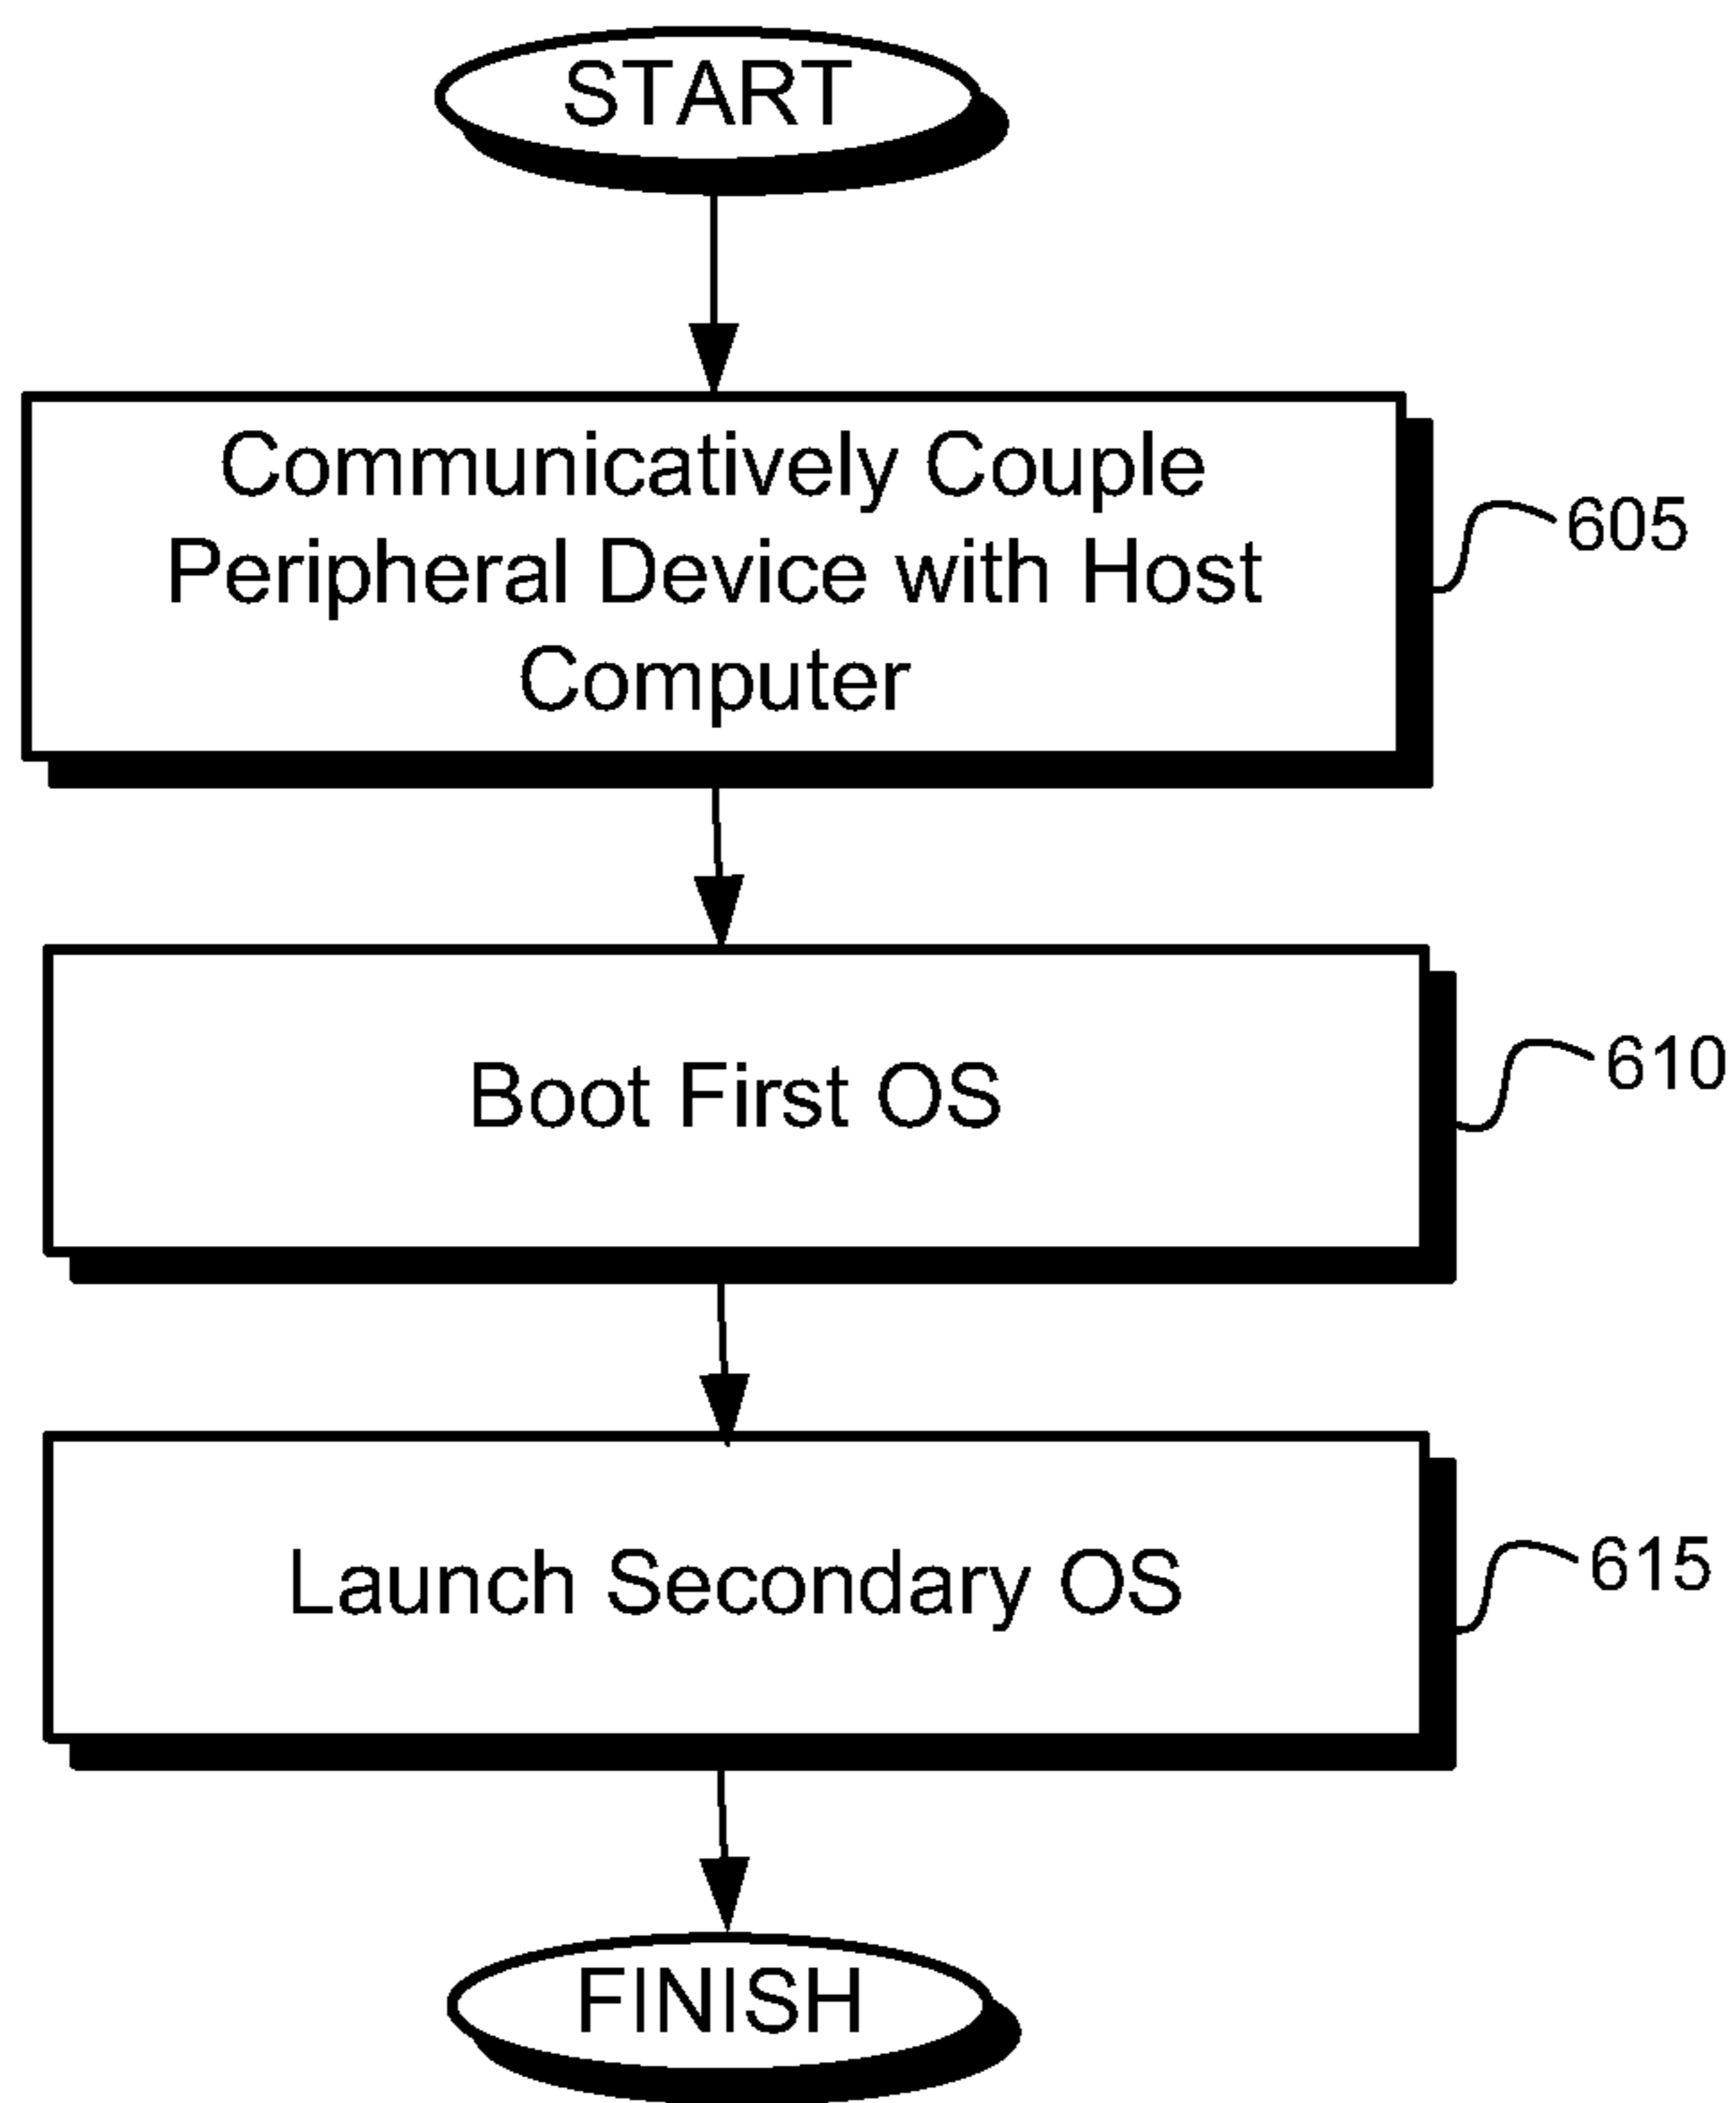 START
Communicatively Couple
Peripheral Device with Host
Computer
605
Boot First OS
610
Launch Secondary OS
615
FINISH